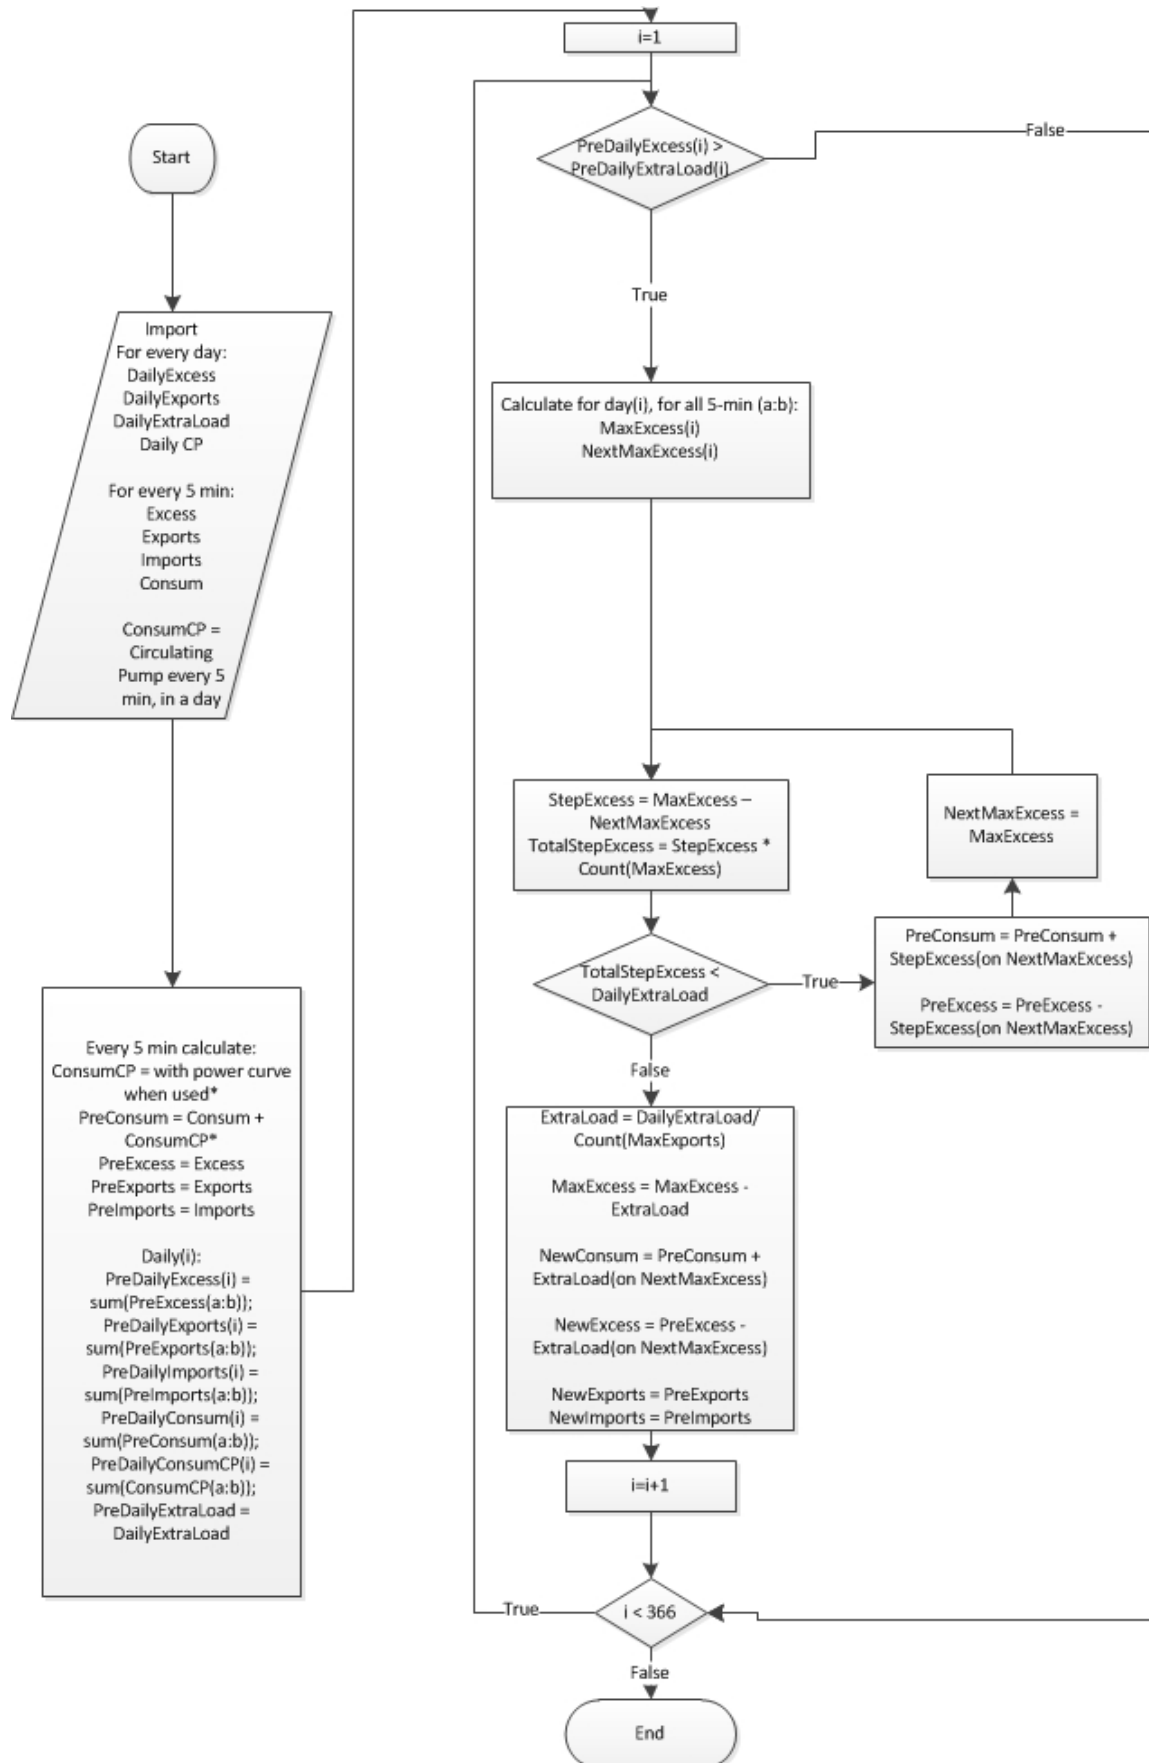 Start
Import
For every day:
DailyExcess
DailyExports
DailyExtraLoad
Daily CP
For every 5 min:
Excess
Exports
Imports
Consum
ConsumCP =
Circulating
Pump every 5
min, in a day
Every 5 min calculate:
ConsumCP = with power curve
when used*
PreConsum = Consum +
ConsumCP*
PreExcess = Excess
PreExports = Exports
PreImports = Imports
Daily(i):
PreDailyExcess(i) =
sum(PreExcess(a:b));
PreDailyExports(i) =
sum(PreExports(a:b));
PreDailyImports(i) =
sum(PreImports(a:b));
PreDailyConsum(i) =
sum(PreConsum(a:b));
PreDailyConsumCP(i) =
sum(ConsumCP(a:b));
PreDailyExtraLoad =
DailyExtraLoad
i=1
PreDailyExcess(i) >
PreDailyExtraLoad(i)
False
True
Calculate for day(i), for all 5-min (a:b):
MaxExcess(i)
NextMaxExcess(i)
StepExcess = MaxExcess –
NextMaxExcess
TotalStepExcess = StepExcess *
Count(MaxExcess)
NextMaxExcess =
MaxExcess
TotalStepExcess <
DailyExtraLoad
True
PreConsum = PreConsum +
StepExcess(on NextMaxExcess)
PreExcess = PreExcess -
StepExcess(on NextMaxExcess)
False
ExtraLoad = DailyExtraLoad/
Count(MaxExports)
MaxExcess = MaxExcess -
ExtraLoad
NewConsum = PreConsum +
ExtraLoad(on NextMaxExcess)
NewExcess = PreExcess -
ExtraLoad(on NextMaxExcess)
NewExports = PreExports
NewImports = PreImports
i=i+1
i < 366
True
False
End